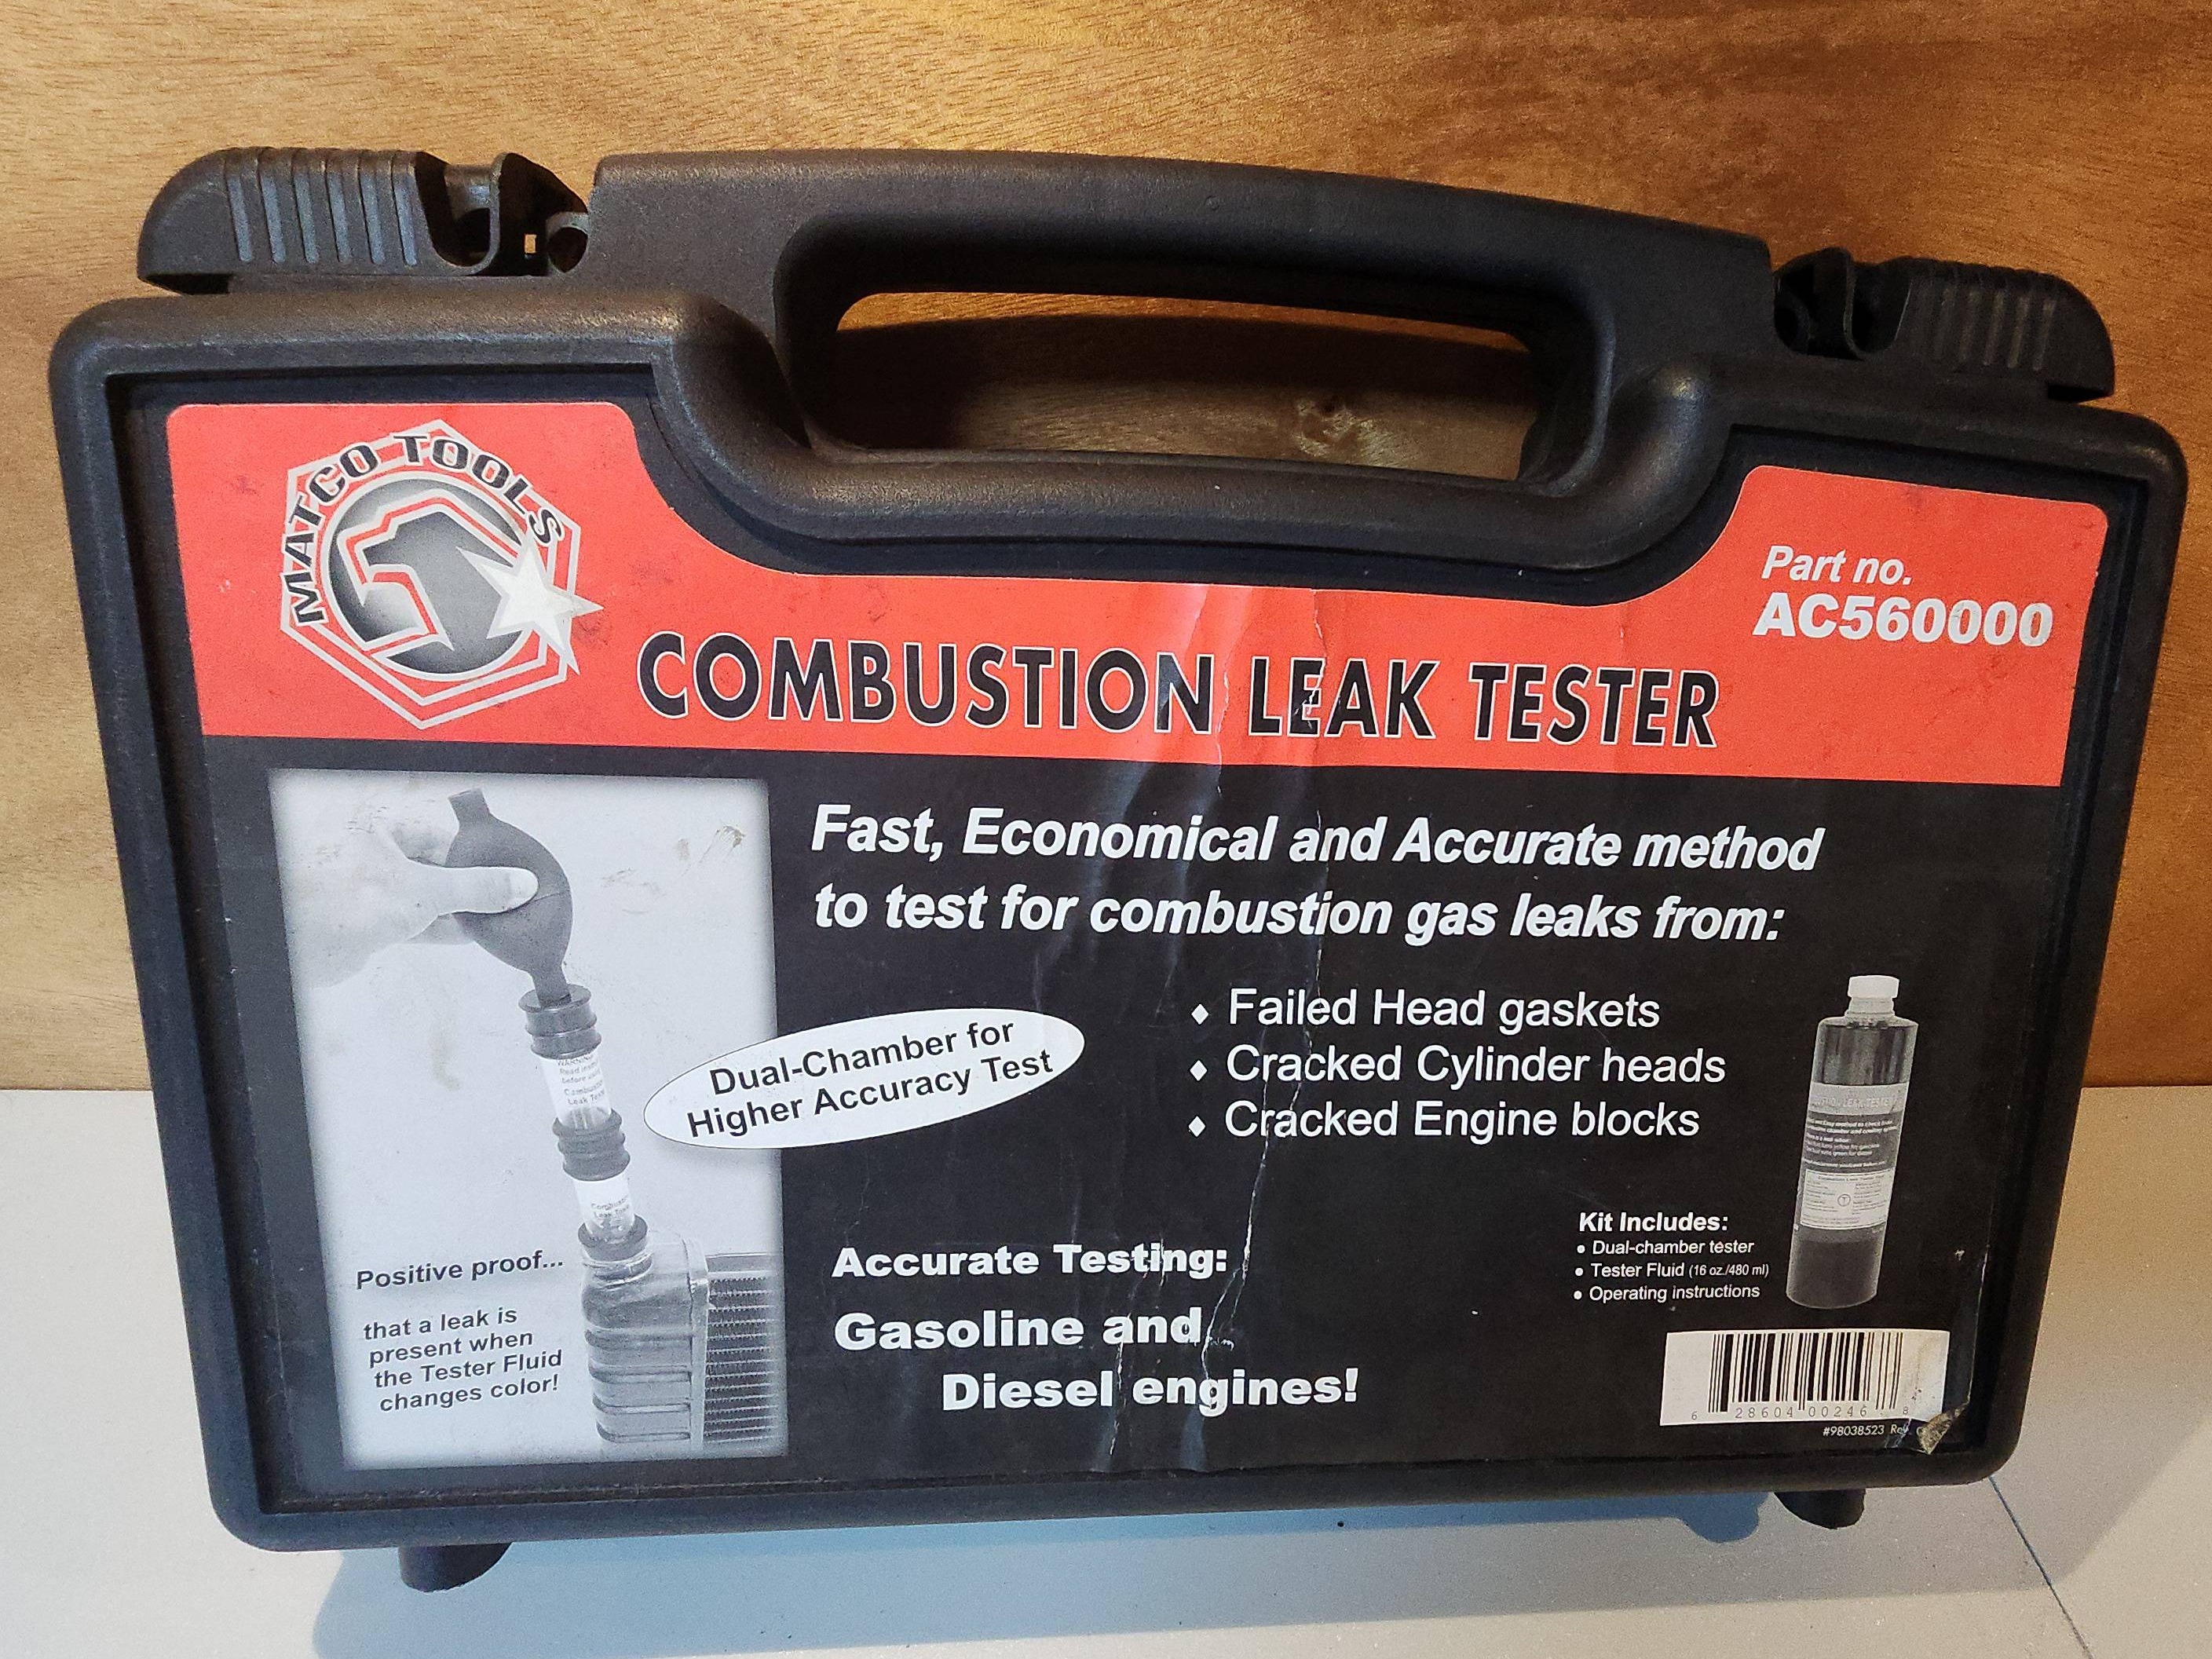 MATCO TOOLS
Part no.
AC560000
COMBUSTION LEAK TESTER
Fast, Economical and Accurate method
to test for combustion gas leaks from:
Failed Head gaskets
Cracked Cylinder heads
Cracked Engine blocks
Dual-Chamber for
Higher Accuracy Test
Positive proof...
that a leak is
present when
the Tester Fluid
changes color!
Accurate Testing:
Gasoline and
Diesel engines!
Kit Includes:
• Dual-chamber tester
• Tester Fluid (16 oz./480 ml)
• Operating instructions
6 28604 00246 8
#98038523